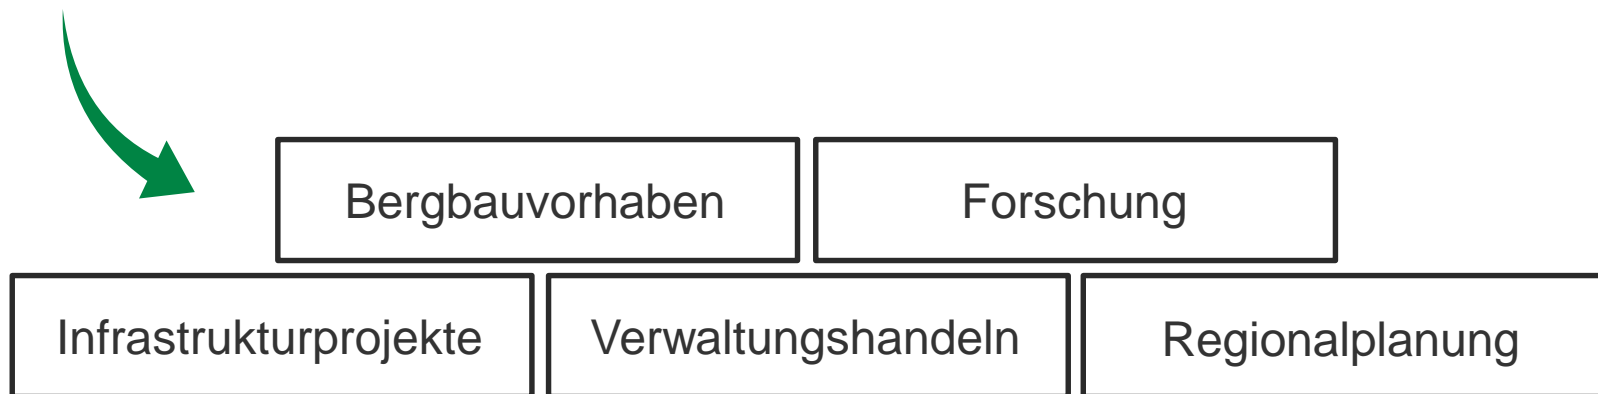 Bergbauvorhaben Forschung
Infrastrukturprojekte Verwaltungshandeln Regionalplanung